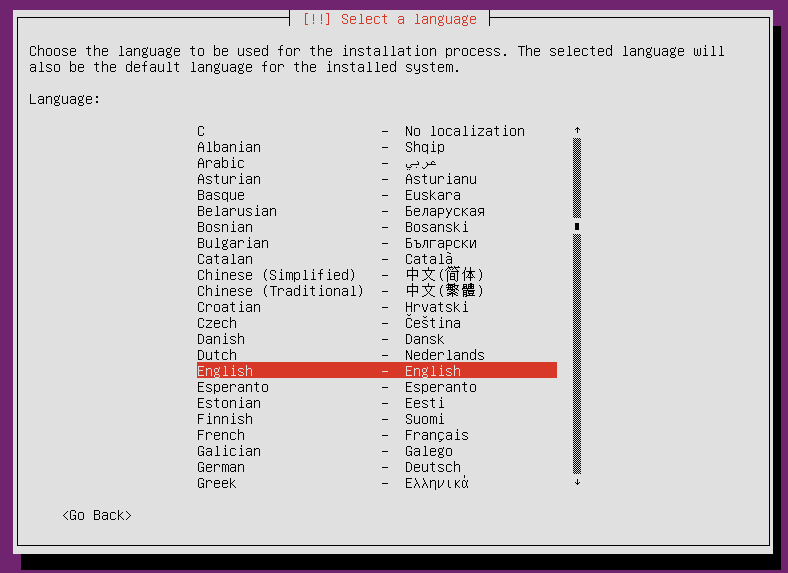 [!!] Select a language
Choose the language to be used for the installation process. The selected language will
also be the default language for the installed system.
Language:
C - No localization
Albanian - Shqip
Arabic - عربي
Asturian - Asturianu
Basque - Euskara
Belarusian - Беларуская
Bosnian - Bosanski
Bulgarian - Български
Catalan - Català
Chinese (Simplified) - 中文(简体)
Chinese (Traditional) - 中文(繁體)
Croatian - Hrvatski
Czech - Čeština
Danish - Dansk
Dutch - Nederlands
English - English
Esperanto - Esperanto
Estonian - Eesti
Finnish - Suomi
French - Français
Galician - Galego
German - Deutsch
Greek - Ελληνικά
<Go Back>